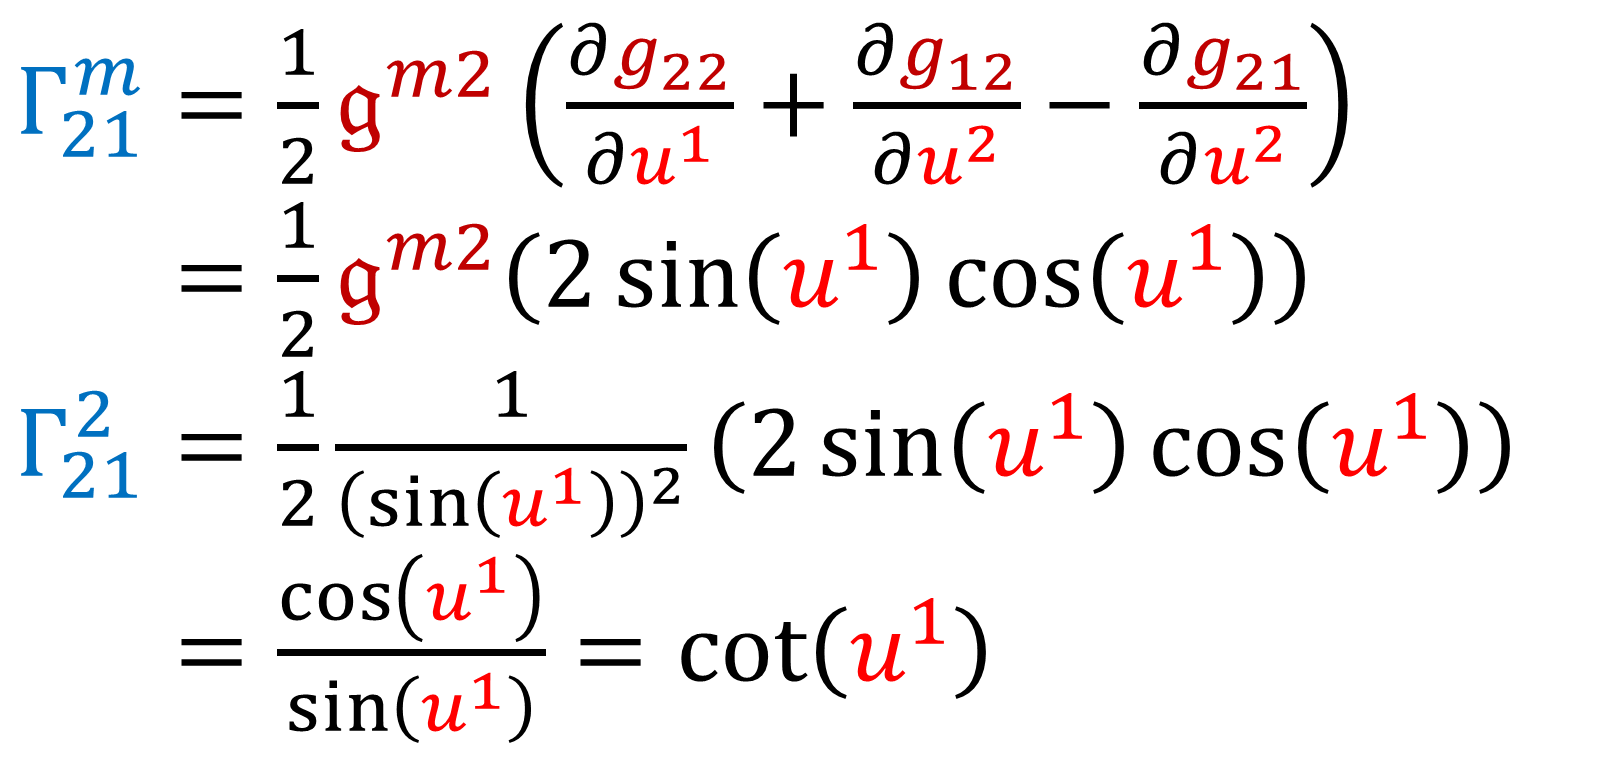 Γ^m_21 = 1/2 𝔤^m2 (∂g_22/∂u^1 + ∂g_12/∂u^2 − ∂g_21/∂u^2)
= 1/2 𝔤^m2 (2 sin(u^1) cos(u^1))
Γ^2_21 = 1/2 1/(sin(u^1))^2 (2 sin(u^1) cos(u^1))
= cos(u^1)/sin(u^1) = cot(u^1)